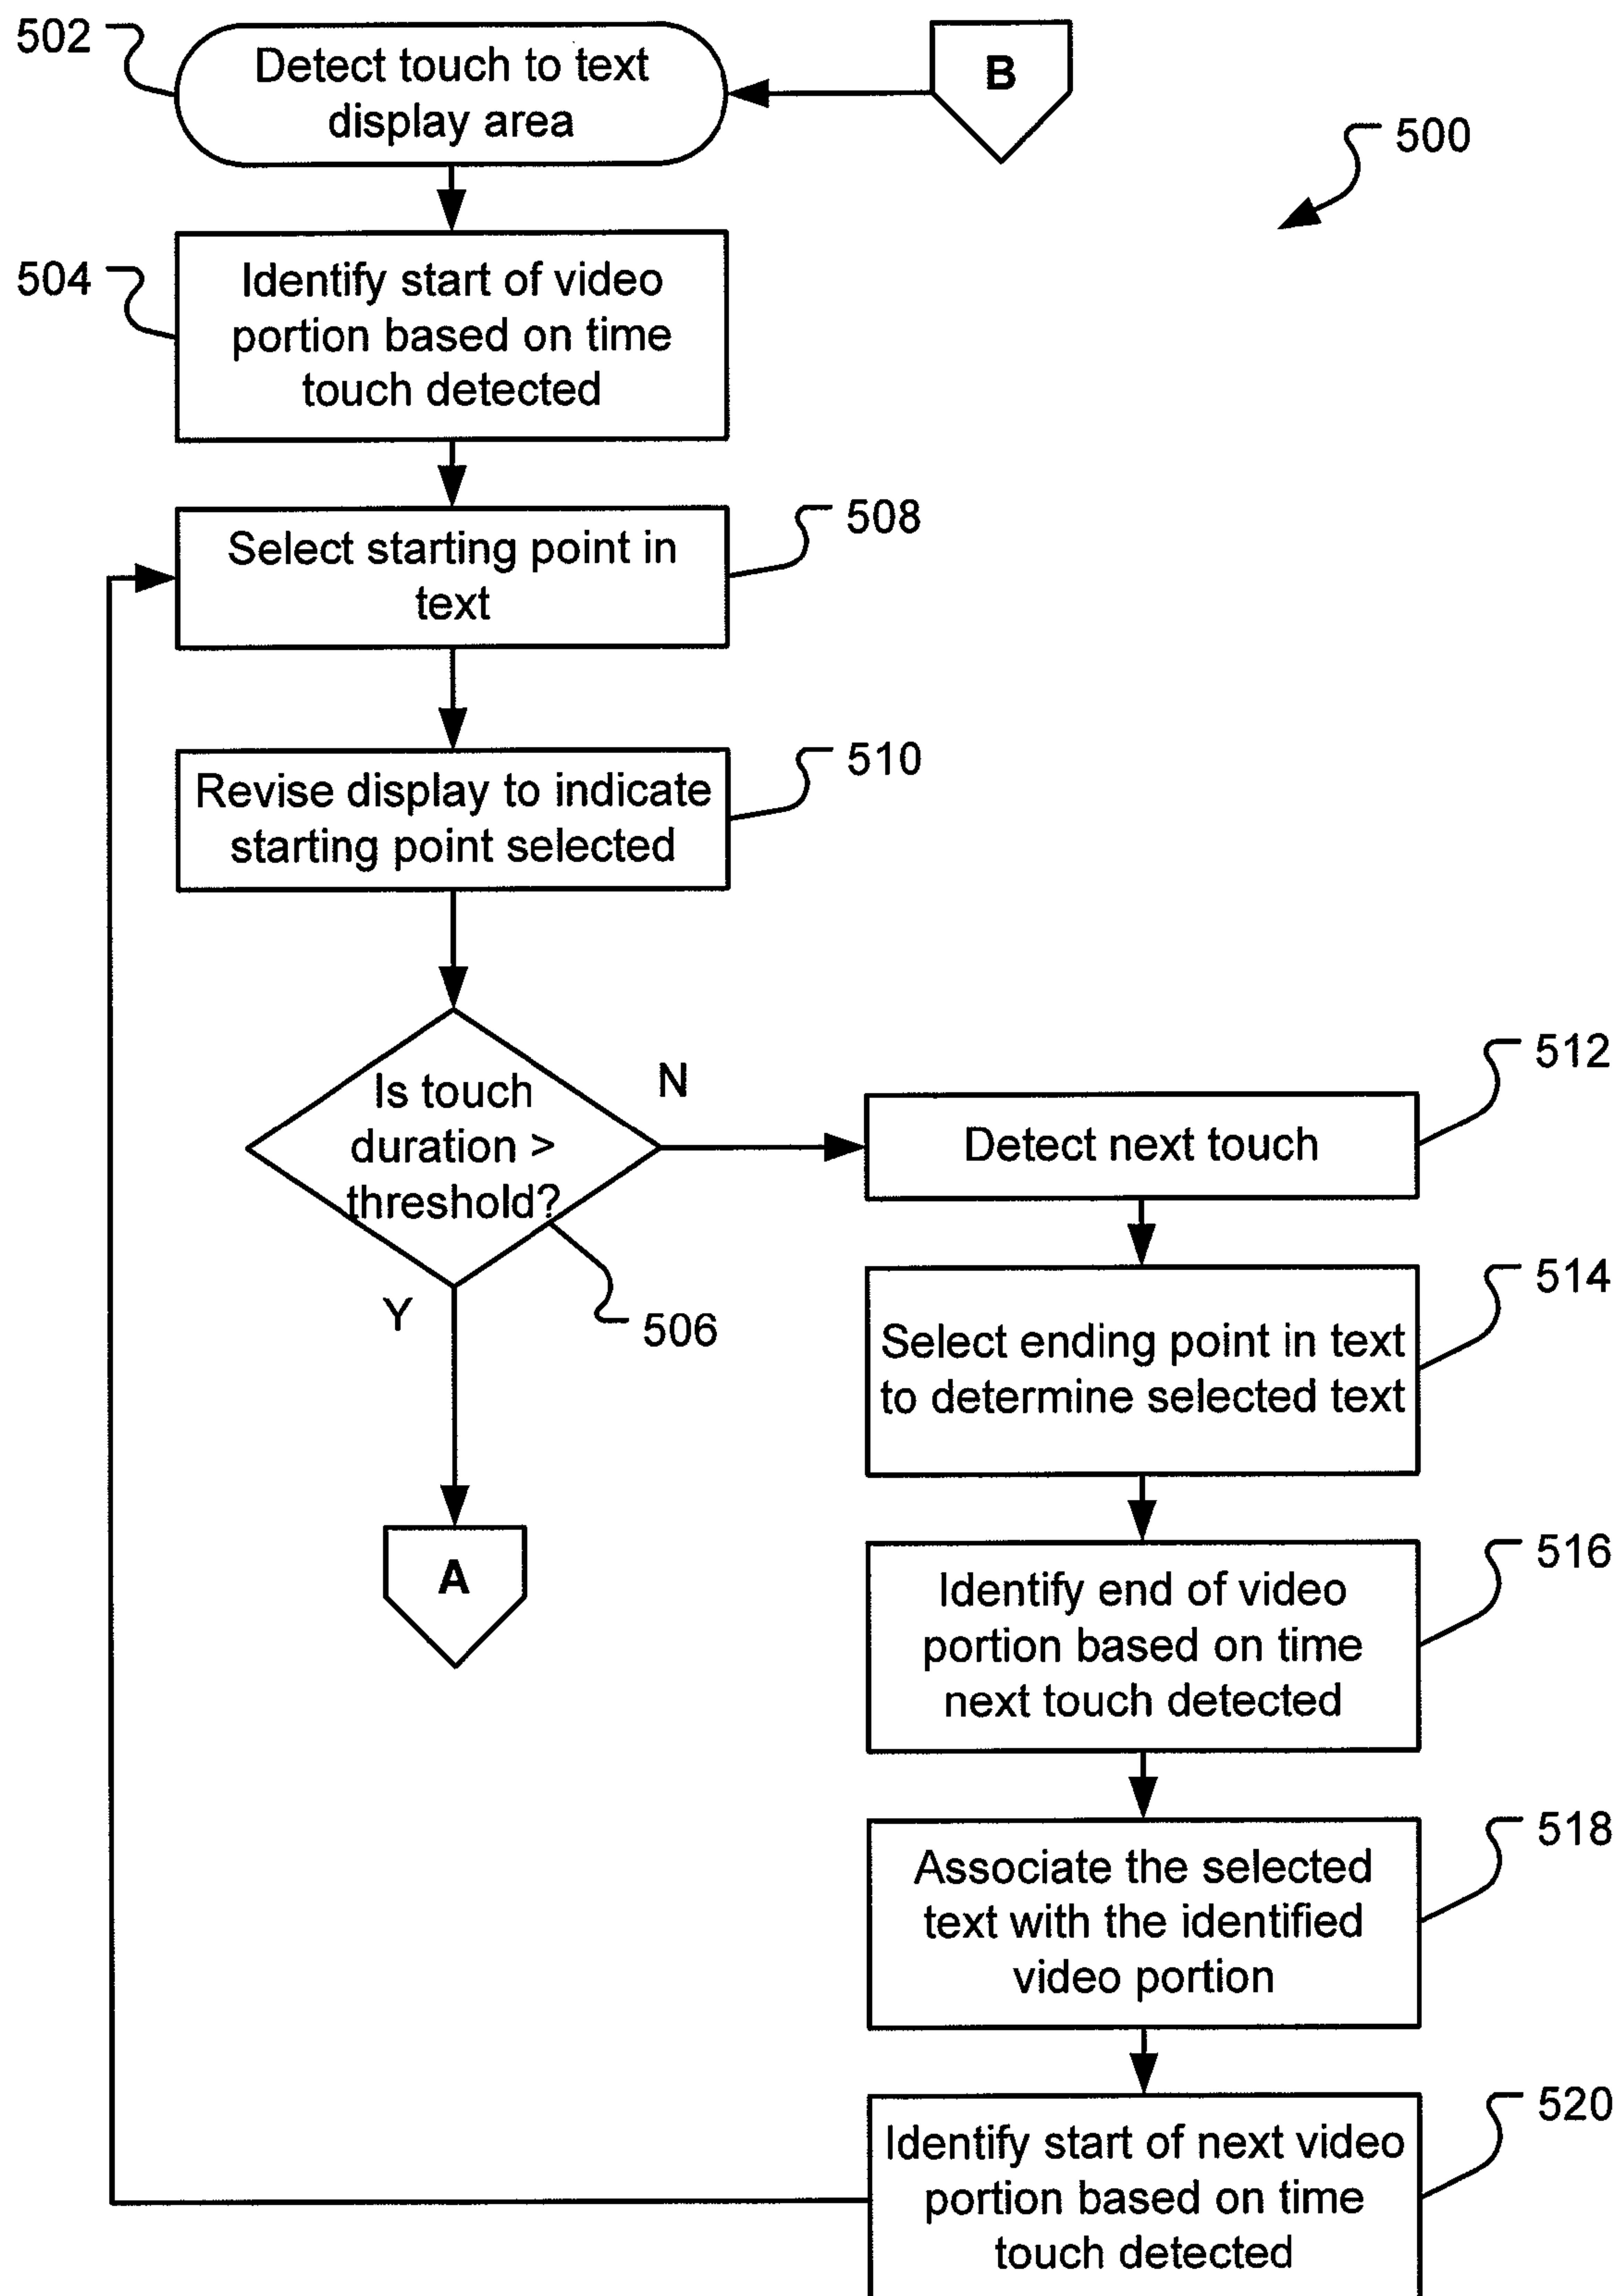 502
Detect touch to text
display area
B
500
504
Identify start of video
portion based on time
touch detected
508
Select starting point in
text
510
Revise display to indicate
starting point selected
Is touch
duration >
threshold?
N
Y
506
A
512
Detect next touch
514
Select ending point in text
to determine selected text
516
Identify end of video
portion based on time
next touch detected
518
Associate the selected
text with the identified
video portion
520
Identify start of next video
portion based on time
touch detected